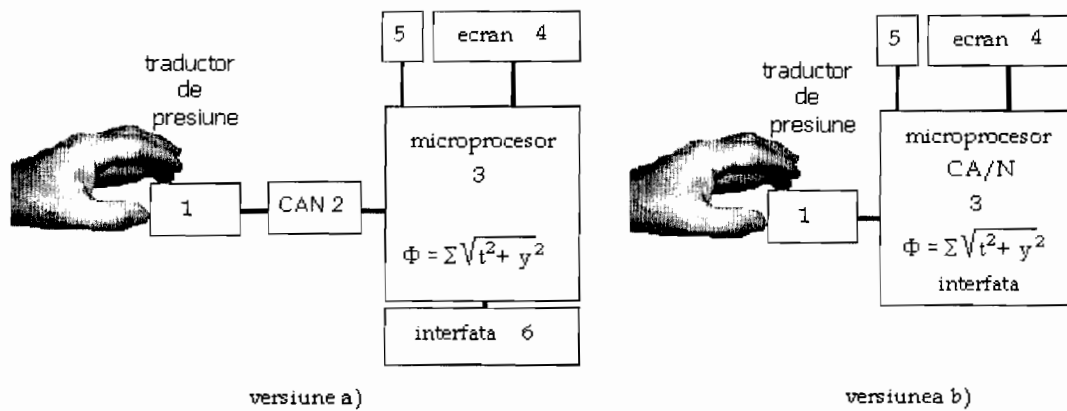 5
ecran 4
traductor
de
presiune
microprocesor
3
1
CAN 2
Φ = Σ√t²+ y²
interfata 6
versiune a)
5
ecran 4
traductor
de
presiune
microprocesor
CA/N
3
1
Φ = Σ√t²+ y²
interfata
versiunea b)